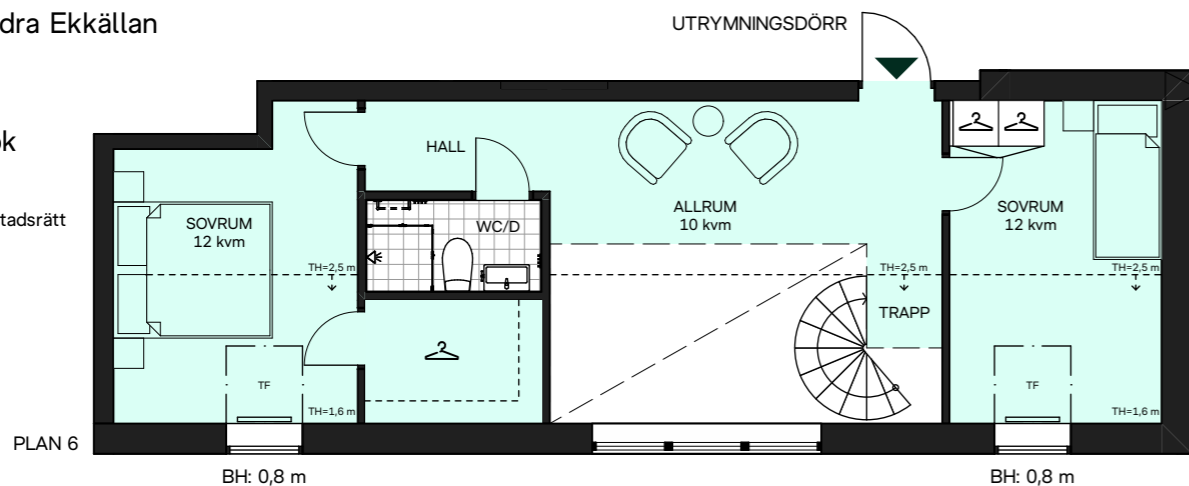 dra Ekkällan
UTRYMNINGSDÖRR
ok
tadsrätt
HALL
WC/D
SOVRUM
12 kvm
ALLRUM
10 kvm
SOVRUM
12 kvm
TH=2,5 m
TH=2,5 m
TH=2,5 m
TRAPP
TF
TH=1,6 m
TF
TH=1,6 m
PLAN 6
BH: 0,8 m
BH: 0,8 m